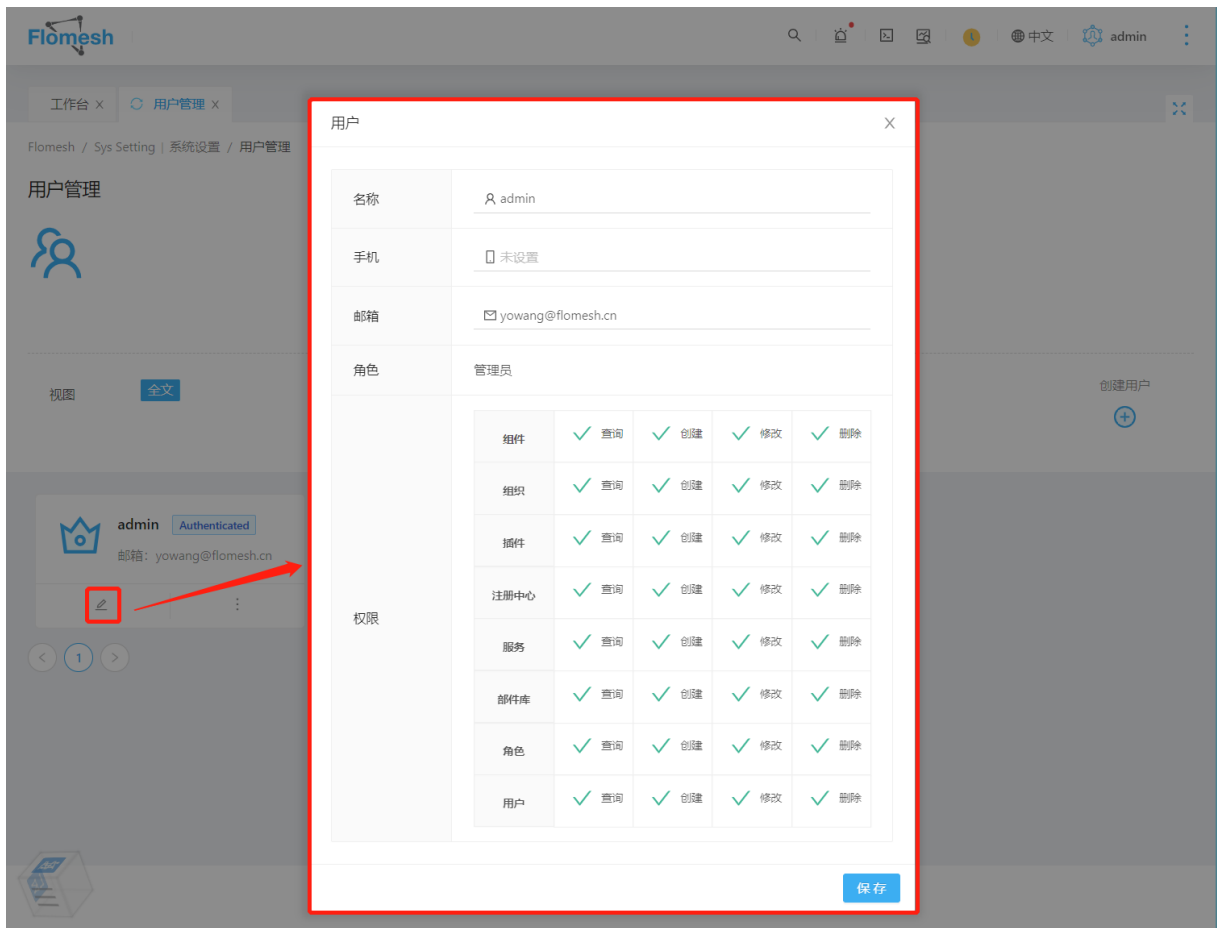 Flomesh
中文 admin
工作台 X 用户管理 X
Flomesh / Sys Setting | 系统设置 / 用户管理
用户管理
视图 全文
创建用户
admin Authenticated
邮箱: yowang@flomesh.cn
1
用户
名称 admin
手机 未设置
邮箱 yowang@flomesh.cn
角色 管理员
权限
组件 查询 创建 修改 删除
组织 查询 创建 修改 删除
插件 查询 创建 修改 删除
注册中心 查询 创建 修改 删除
服务 查询 创建 修改 删除
部件库 查询 创建 修改 删除
角色 查询 创建 修改 删除
用户 查询 创建 修改 删除
保存